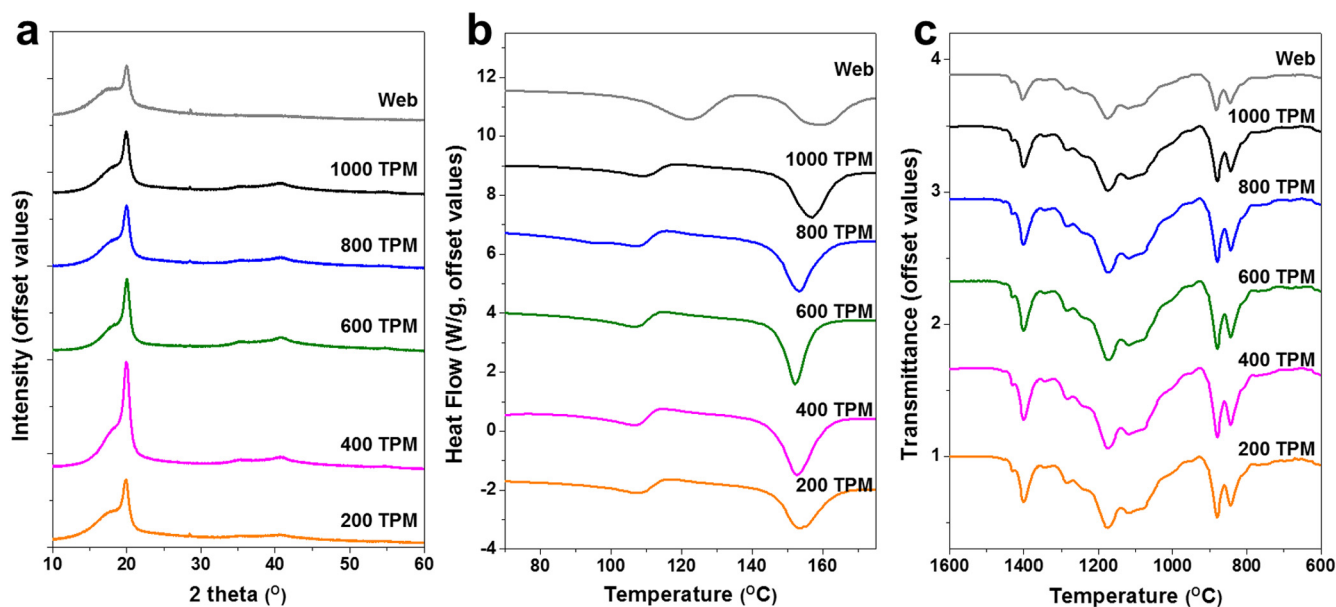 a
Intensity (offset values)
Web
1000 TPM
800 TPM
600 TPM
400 TPM
200 TPM
10 20 30 40 50 60
2 theta (O)
b
Heat Flow (W/g, offset values)
12
10
8
6
4
2
0
-2
-4
Web
1000 TPM
800 TPM
600 TPM
400 TPM
200 TPM
80 100 120 140 160
Temperature (OC)
c
Transmittance (offset values)
4
3
2
1
Web
1000 TPM
800 TPM
600 TPM
400 TPM
200 TPM
1600 1400 1200 1000 800 600
Temperature (OC)